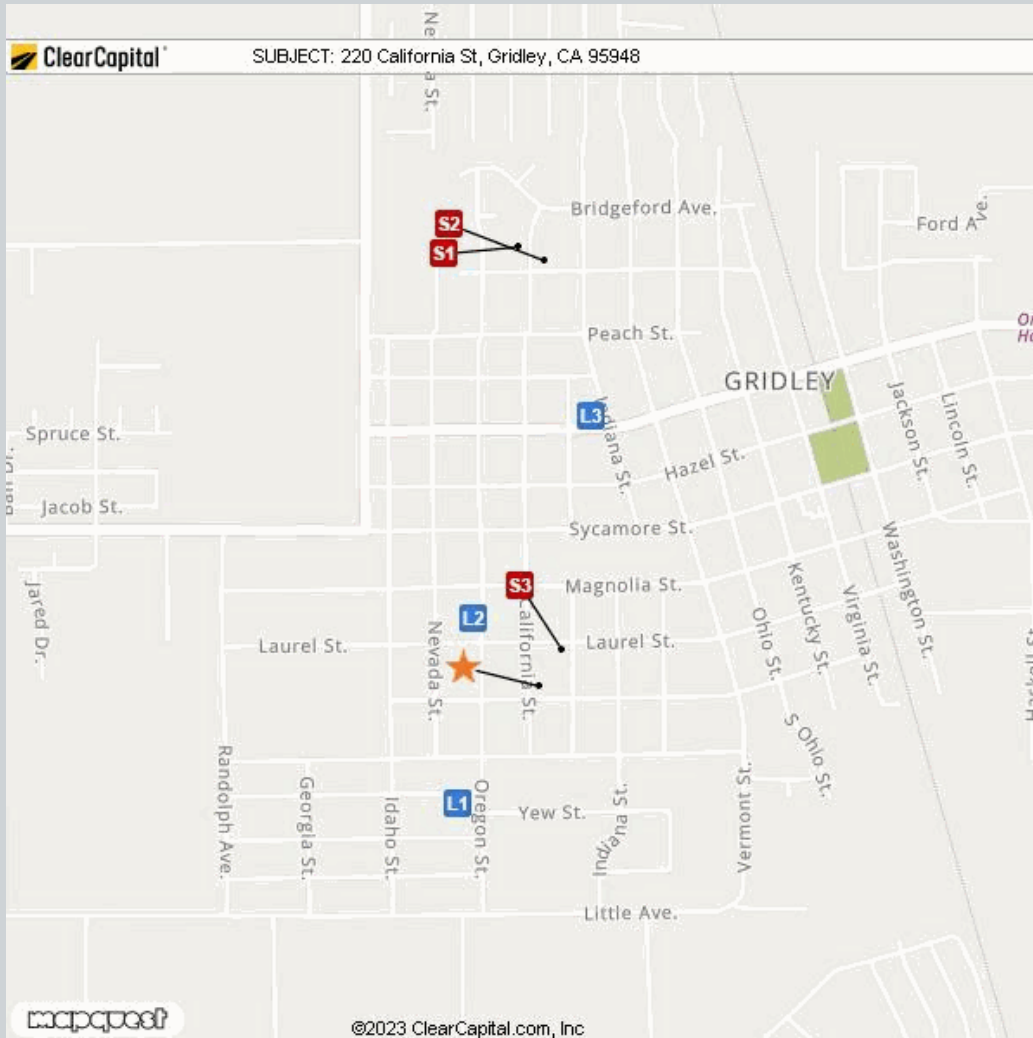 ClearCapital
SUBJECT: 220 California St, Gridley, CA 95948
St.
Bridgeford Ave.
Ford Ave.
S2
S1
Peach St.
GRIDLEY
L3
Indiana St.
Jackson St.
Lincoln St.
Spruce St.
Hazel St.
Jacob St.
Sycamore St.
Jared Dr.
S3
Magnolia St.
Kentucky St.
Virginia St.
Washington St.
L2
California St.
Nevada St.
Laurel St.
Laurel St.
Ohio St.
S Ohio St.
Randolph Ave.
Georgia St.
Idaho St.
L1
Oregon St.
Yew St.
Indiana St.
Vermont St.
Little Ave.
mapquest
©2023 ClearCapital.com, Inc